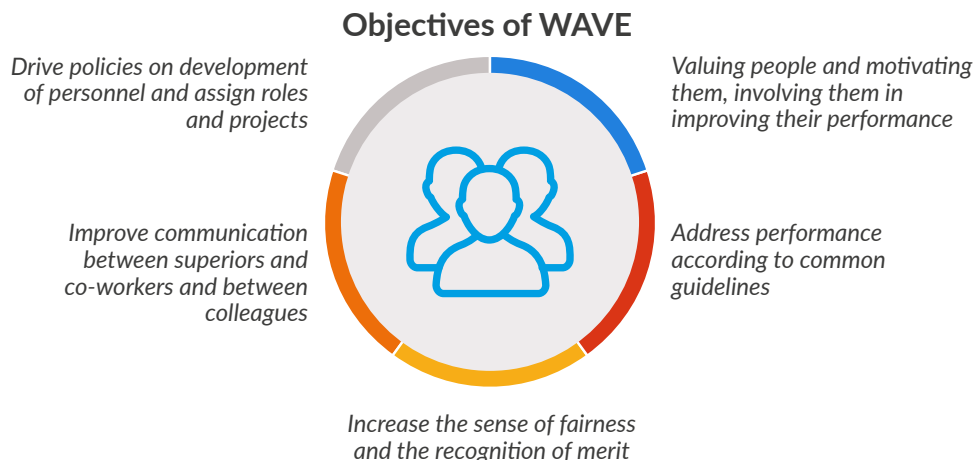 Objectives of WAVE
Drive policies on development
of personnel and assign roles
and projects
Valuing people and motivating
them, involving them in
improving their performance
Improve communication
between superiors and
co-workers and between
colleagues
Address performance
according to common
guidelines
Increase the sense of fairness
and the recognition of merit